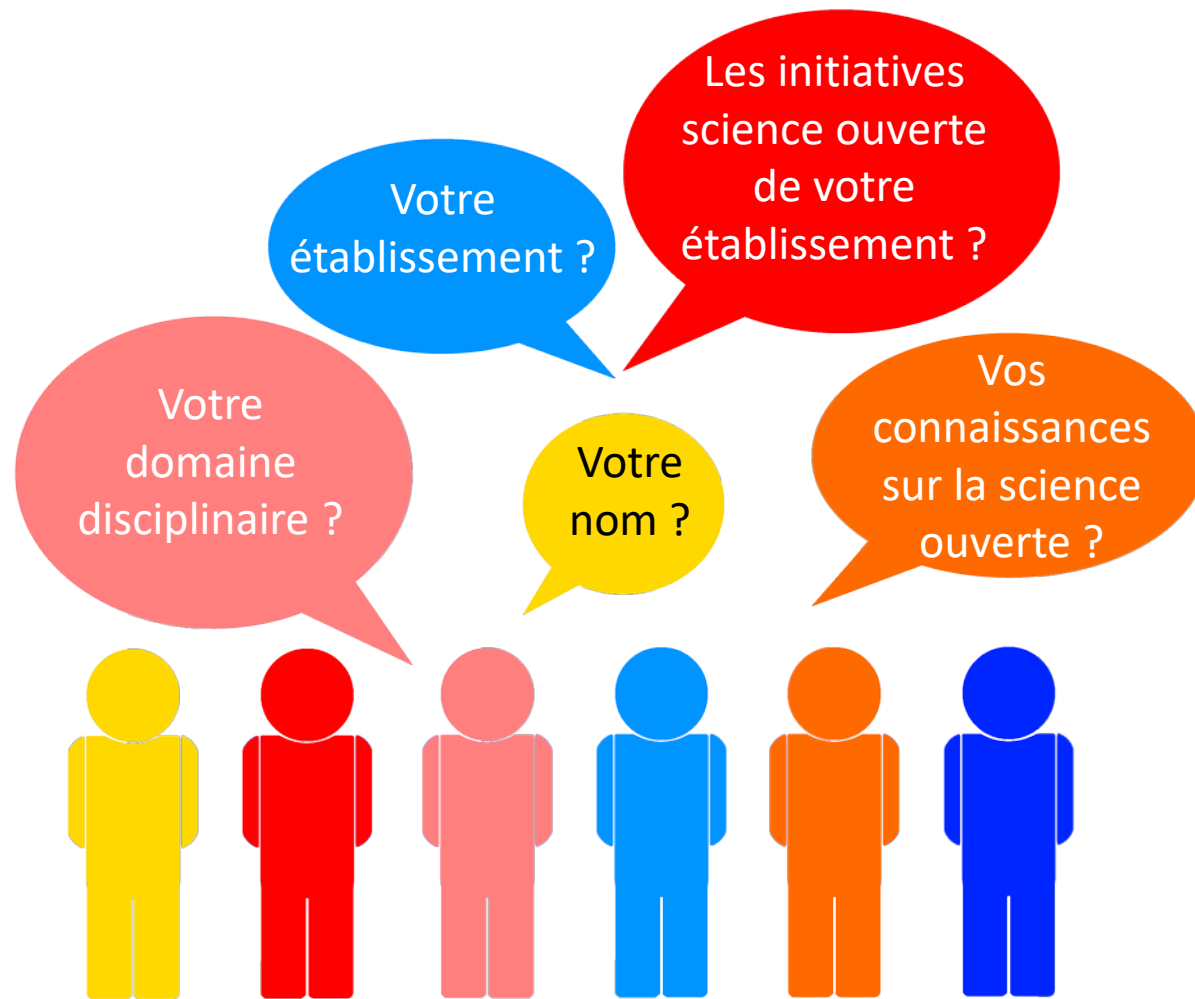 Les initiatives
science ouverte
de votre
établissement ?
Votre
établissement ?
Votre
domaine
disciplinaire ?
Votre
nom ?
Vos
connaissances
sur la science
ouverte ?